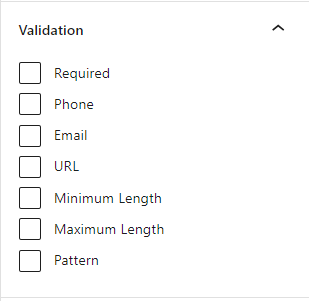 Validation
Required
Phone
Email
URL
Minimum Length
Maximum Length
Pattern